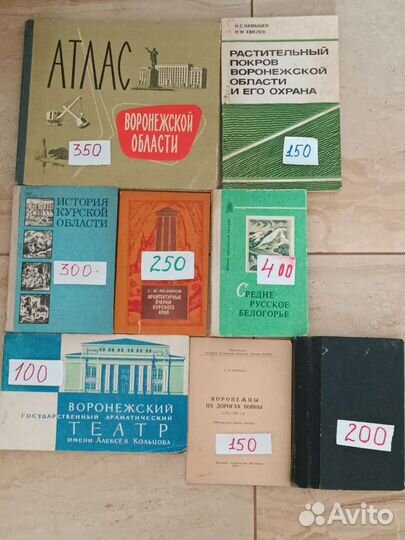 АТЛАС
ВОРОНЕЖСКОЙ
ОБЛАСТИ
350
Н.С. КАМЫШЕВ
К.Ф. ХМЕЛЕВ
РАСТИТЕЛЬНЫЙ
ПОКРОВ
ВОРОНЕЖСКОЙ
ОБЛАСТИ
И ЕГО ОХРАНА
150
ИСТОРИЯ
КУРСКОЙ
ОБЛАСТИ
300-
250
С. И. ФЕДОРОВ
АРХИТЕКТУРНЫЕ
ОЧЕРКИ
КУРСКОГО
КРАЯ
400
СРЕДНЕ-
РУССКОЕ
БЕЛОГОРЬЕ
100
ВОРОНЕЖСКИЙ
ГОСУДАРСТВЕННЫЙ ДРАМАТИЧЕСКИЙ
ТЕАТР
ИМЕНИ АЛЕКСЕЯ КОЛЬЦОВА
ВОРОНЕЖЦЫ
НА ДОРОГАХ ВОЙНЫ
150
200
Avito